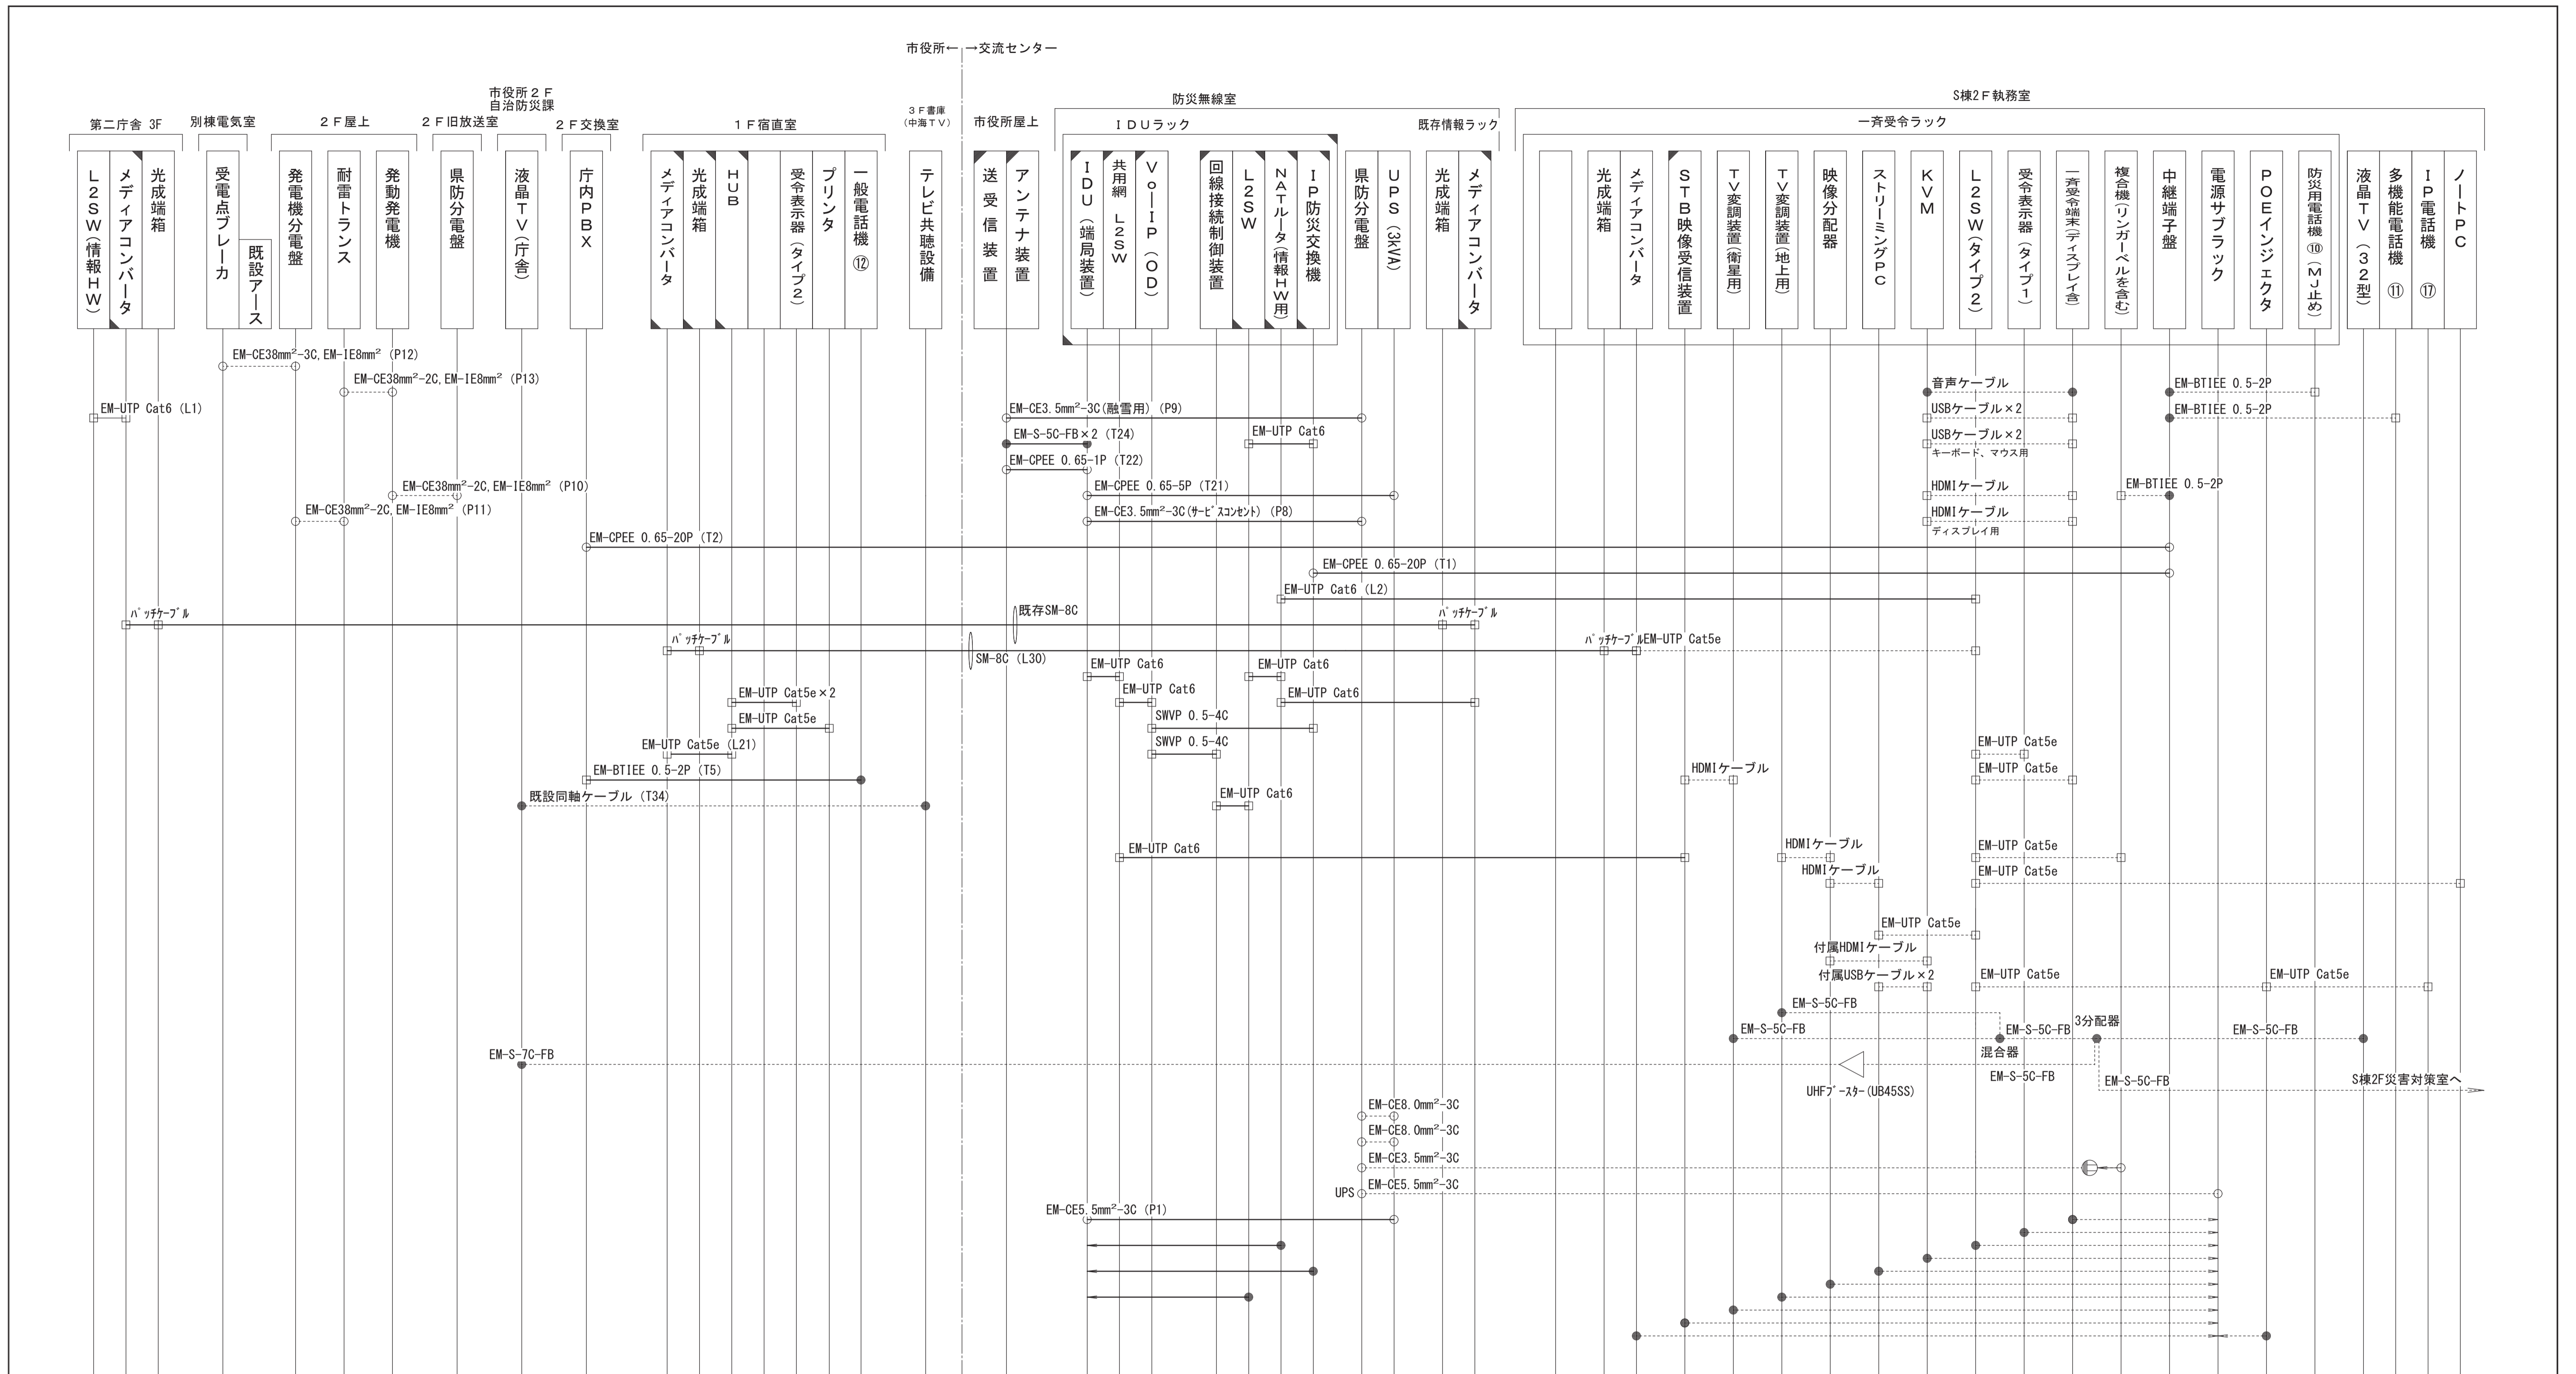 市役所← →交流センター
市役所２Ｆ
自治防災課
第二庁舎 3F
別棟電気室
２Ｆ屋上
２Ｆ旧放送室
２Ｆ交換室
１Ｆ宿直室
３Ｆ書庫
（中海ＴＶ）
市役所屋上
防災無線室
ＩＤＵラック
既存情報ラック
S棟2Ｆ執務室
一斉受令ラック
Ｌ２ＳＷ（情報ＨＷ）
メディアコンバータ
光成端箱
受電点ブレーカ
既設アース
発電機分電盤
耐雷トランス
発動発電機
県防分電盤
液晶ＴＶ（庁舎）
庁内ＰＢＸ
メディアコンバータ
光成端箱
ＨＵＢ
受令表示器（タイプ２）
プリンタ
一般電話機 ⑫
テレビ共聴設備
送受信装置
アンテナ装置
ＩＤＵ（端局装置）
共用網 Ｌ２ＳＷ
ＶｏＩＰ（ＯＤ）
回線接続制御装置
Ｌ２ＳＷ
ＮＡＴルータ（情報ＨＷ用）
ＩＰ防災交換機
県防分電盤
ＵＰＳ（3kVA）
光成端箱
メディアコンバータ
光成端箱
メディアコンバータ
ＳＴＢ映像受信装置
ＴＶ変調装置（衛星用）
ＴＶ変調装置（地上用）
映像分配器
ストリーミングＰＣ
ＫＶＭ
Ｌ２ＳＷ（タイプ２）
受令表示器（タイプ１）
一斉受令端末（ディスプレイ含）
複合機（リンガーベルを含む）
中継端子盤
電源サブラック
ＰＯＥインジェクタ
防災用電話機 ⑩（ＭＪ止め）
液晶ＴＶ（３２型）
多機能電話機 ⑪
ＩＰ電話機 ⑰
ノートＰＣ
EM-CE38mm²-3C,EM-IE8mm² (P12)
EM-CE38mm²-2C,EM-IE8mm² (P13)
音声ケーブル
EM-BTIEE 0.5-2P
EM-UTP Cat6 (L1)
EM-CE3.5mm²-3C(融雪用) (P9)
USBケーブル×2
EM-BTIEE 0.5-2P
EM-S-5C-FB×2 (T24)
EM-UTP Cat6
USBケーブル×2
キーボード、マウス用
EM-CPEE 0.65-1P (T22)
EM-CE38mm²-2C,EM-IE8mm² (P10)
EM-CPEE 0.65-5P (T21)
HDMIケーブル
EM-BTIEE 0.5-2P
EM-CE38mm²-2C,EM-IE8mm² (P11)
EM-CE3.5mm²-3C(ｻｰﾋﾞｽｺﾝｾﾝﾄ) (P8)
HDMIケーブル
ディスプレイ用
EM-CPEE 0.65-20P (T2)
EM-CPEE 0.65-20P (T1)
EM-UTP Cat6 (L2)
ﾊﾟｯﾁｹｰﾌﾞﾙ
既存SM-8C
ﾊﾟｯﾁｹｰﾌﾞﾙ
ﾊﾟｯﾁｹｰﾌﾞﾙ
SM-8C (L30)
ﾊﾟｯﾁｹｰﾌﾞﾙEM-UTP Cat5e
EM-UTP Cat6
EM-UTP Cat6
EM-UTP Cat5e×2
EM-UTP Cat6
EM-UTP Cat6
EM-UTP Cat5e
SWVP 0.5-4C
EM-UTP Cat5e (L21)
SWVP 0.5-4C
EM-UTP Cat5e
EM-BTIEE 0.5-2P (T5)
HDMIケーブル
EM-UTP Cat5e
既設同軸ケーブル (T34)
EM-UTP Cat6
EM-UTP Cat6
HDMIケーブル
EM-UTP Cat5e
HDMIケーブル
EM-UTP Cat5e
EM-UTP Cat5e
付属HDMIケーブル
付属USBケーブル×2
EM-UTP Cat5e
EM-UTP Cat5e
EM-S-5C-FB
EM-S-5C-FB
EM-S-5C-FB
3分配器
EM-S-5C-FB
EM-S-7C-FB
混合器
EM-S-5C-FB
EM-S-5C-FB
S棟2F災害対策室へ
UHFﾌﾞｰｽﾀｰ(UB45SS)
EM-CE8.0mm²-3C
EM-CE8.0mm²-3C
EM-CE3.5mm²-3C
UPS
EM-CE5.5mm²-3C
EM-CE5.5mm²-3C (P1)